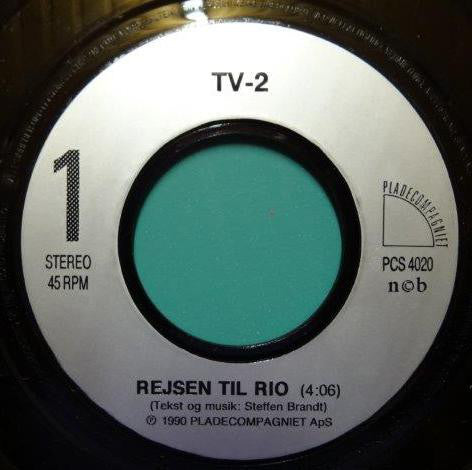 TV-2
1
STEREO
45 RPM
PLADECOMPAGNIET
PCS 4020
n©b
REJSEN TIL RIO (4:06)
(Tekst og musik: Steffen Brandt)
℗ 1990 PLADECOMPAGNIET ApS